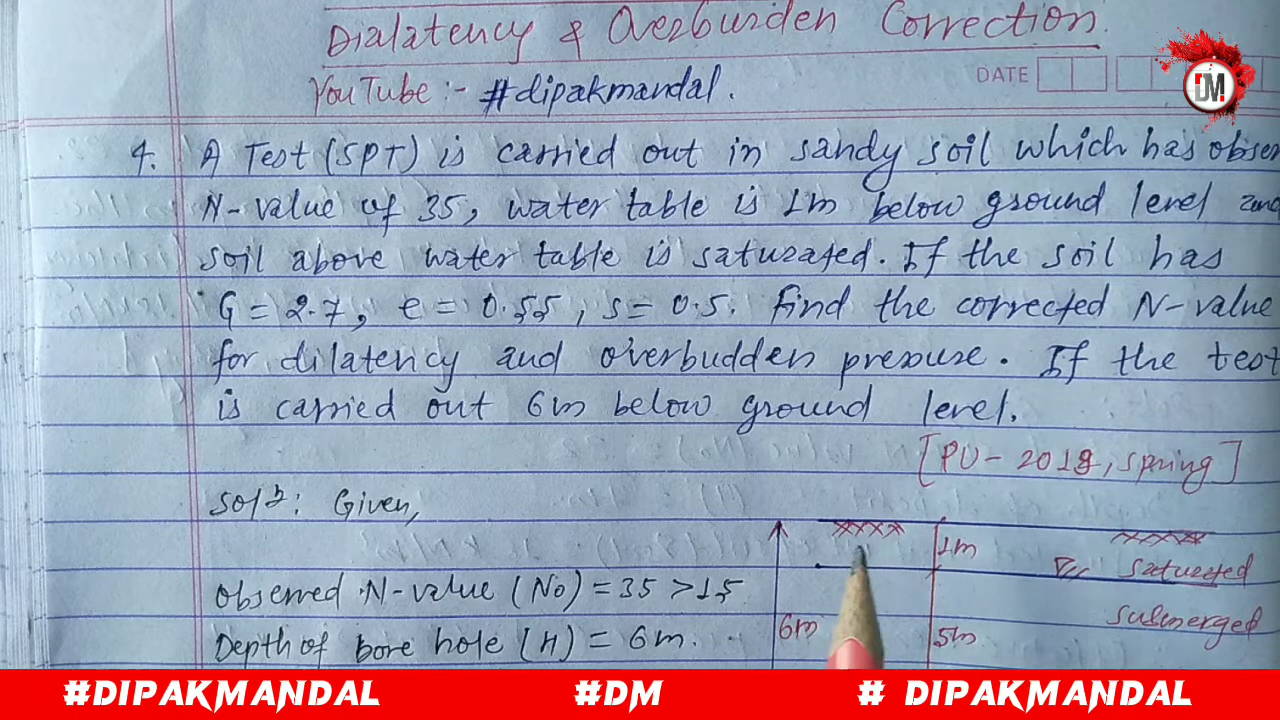 Dialatency & Overburden Correction.
YouTube:- #dipakmandal.
DATE
DM
4. A Test (SPT) is carried out in sandy soil which has obser
N-value of 35, water table is 1m below ground level and
soil above water table is saturated. If the soil has
G = 2.7, e = 0.55, s = 0.5. Find the corrected N-value
for dilatency and overbudden pressure. If the test
is carried out 6m below ground level.
[PU- 2018, spring]
Soln: Given,
1m
saturated
Observed N-value (No) = 35 > 15
submerged
6m
5m
Depth of bore hole (H) = 6m.
#DIPAKMANDAL #DM # DIPAKMANDAL